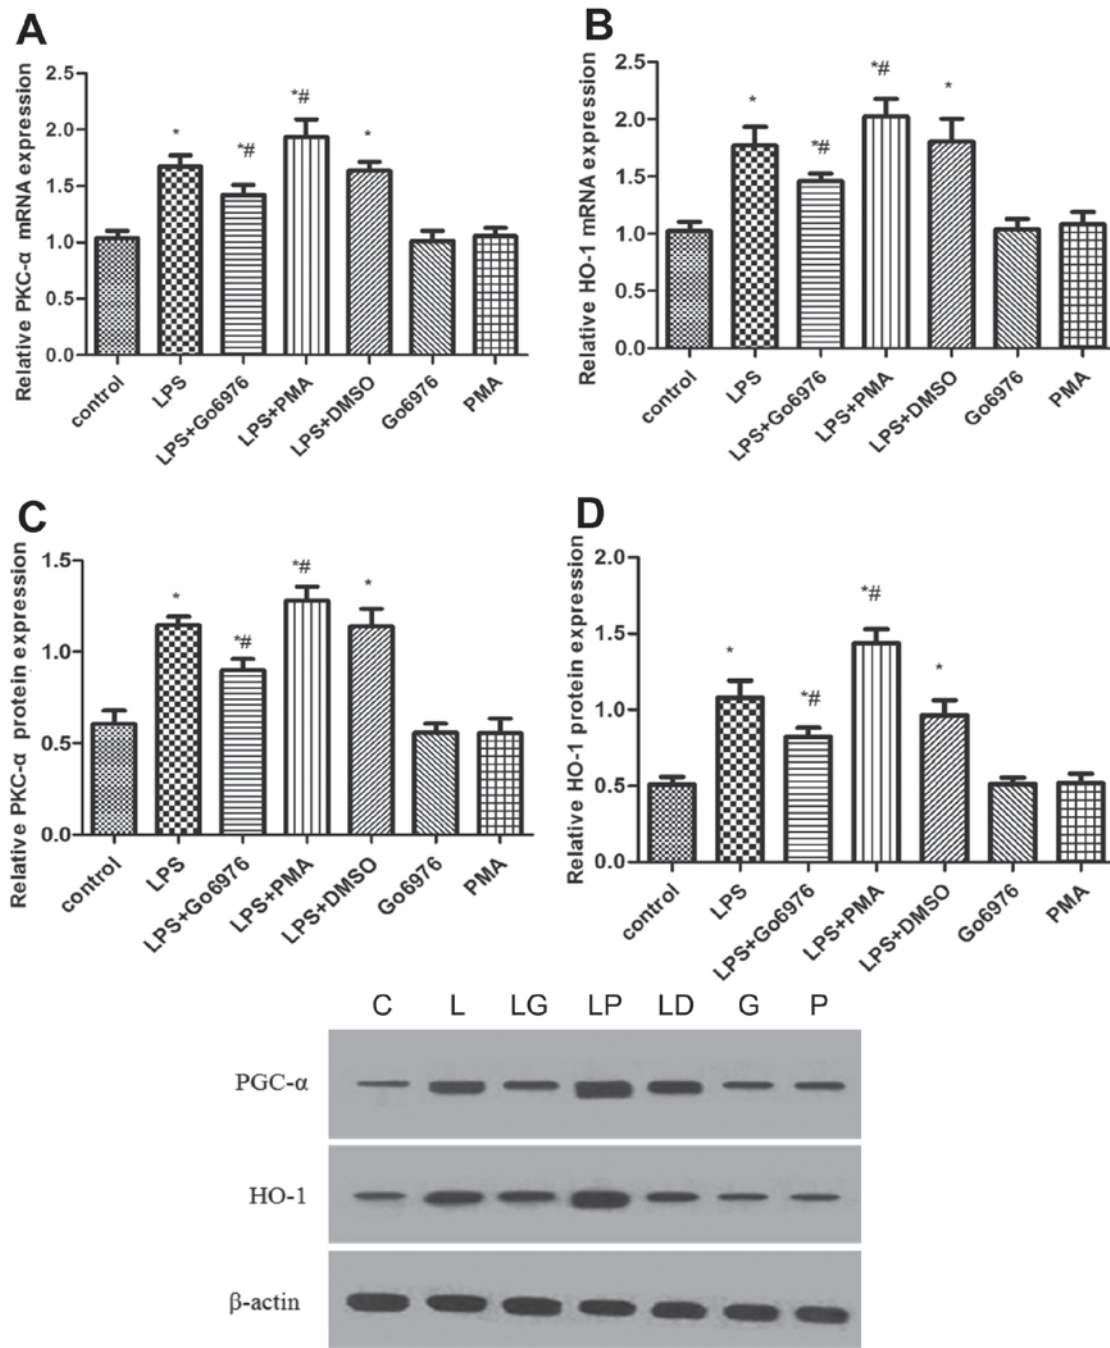 A
Relative PKC-α mRNA expression
2.5
2.0
1.5
1.0
0.5
0.0
*
*#
*#
*
control
LPS
LPS+Go6976
LPS+PMA
LPS+DMSO
Go6976
PMA
B
Relative HO-1 mRNA expression
2.5
2.0
1.5
1.0
0.5
0.0
*
*#
*#
*
control
LPS
LPS+Go6976
LPS+PMA
LPS+DMSO
Go6976
PMA
C
Relative PKC-α protein expression
1.5
1.0
0.5
0.0
*
*#
*#
*
control
LPS
LPS+Go6976
LPS+PMA
LPS+DMSO
Go6976
PMA
D
Relative HO-1 protein expression
2.0
1.5
1.0
0.5
0.0
*
*#
*#
*
control
LPS
LPS+Go6976
LPS+PMA
LPS+DMSO
Go6976
PMA
C L LG LP LD G P
PGC-α
HO-1
β-actin